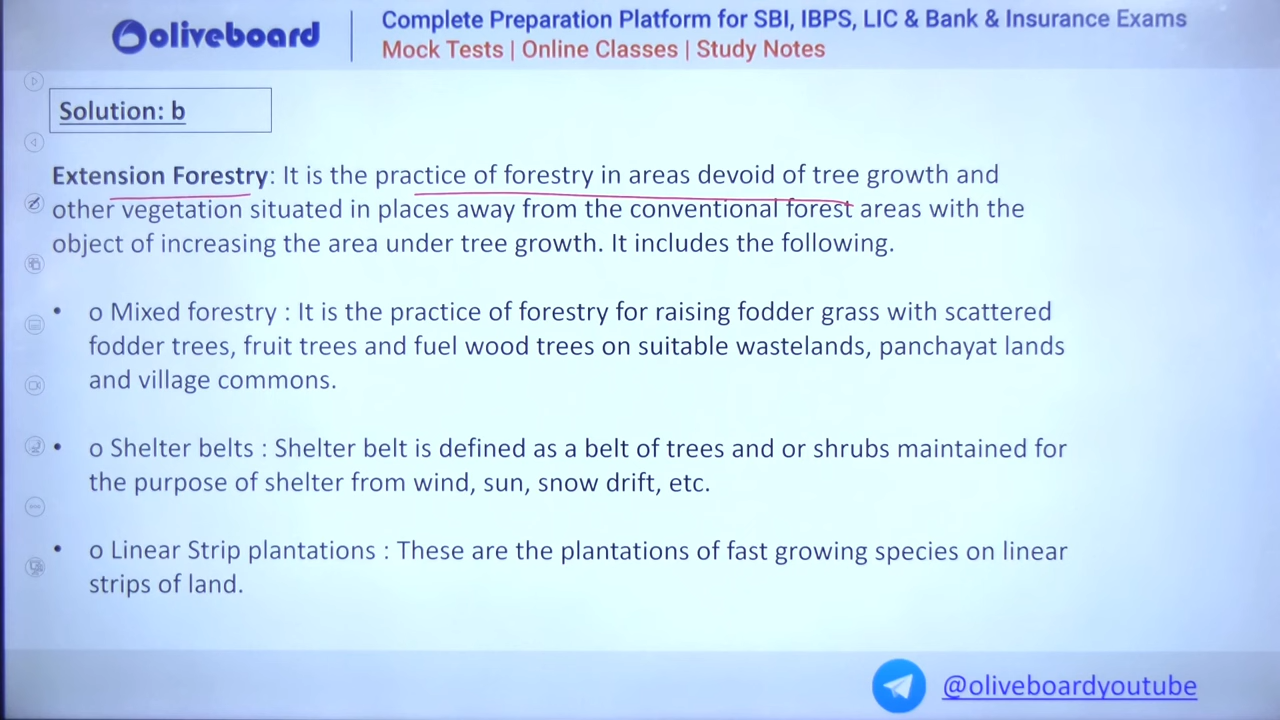 oliveboard
Complete Preparation Platform for SBI, IBPS, LIC & Bank & Insurance Exams
Mock Tests | Online Classes | Study Notes
Solution: b
Extension Forestry: It is the practice of forestry in areas devoid of tree growth and
other vegetation situated in places away from the conventional forest areas with the
object of increasing the area under tree growth. It includes the following.
• o Mixed forestry : It is the practice of forestry for raising fodder grass with scattered
fodder trees, fruit trees and fuel wood trees on suitable wastelands, panchayat lands
and village commons.
• o Shelter belts : Shelter belt is defined as a belt of trees and or shrubs maintained for
the purpose of shelter from wind, sun, snow drift, etc.
• o Linear Strip plantations : These are the plantations of fast growing species on linear
strips of land.
@oliveboardyoutube